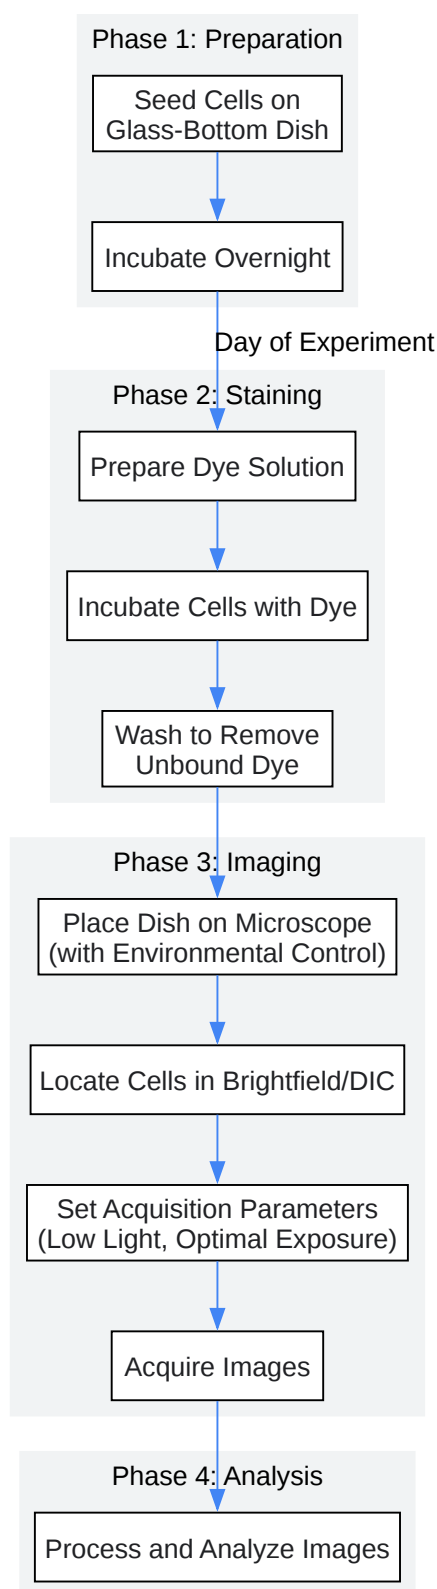 Phase 1: Preparation
Seed Cells on
Glass-Bottom Dish
Incubate Overnight
Day of Experiment
Phase 2: Staining
Prepare Dye Solution
Incubate Cells with Dye
Wash to Remove
Unbound Dye
Phase 3: Imaging
Place Dish on Microscope
(with Environmental Control)
Locate Cells in Brightfield/DIC
Set Acquisition Parameters
(Low Light, Optimal Exposure)
Acquire Images
Phase 4: Analysis
Process and Analyze Images